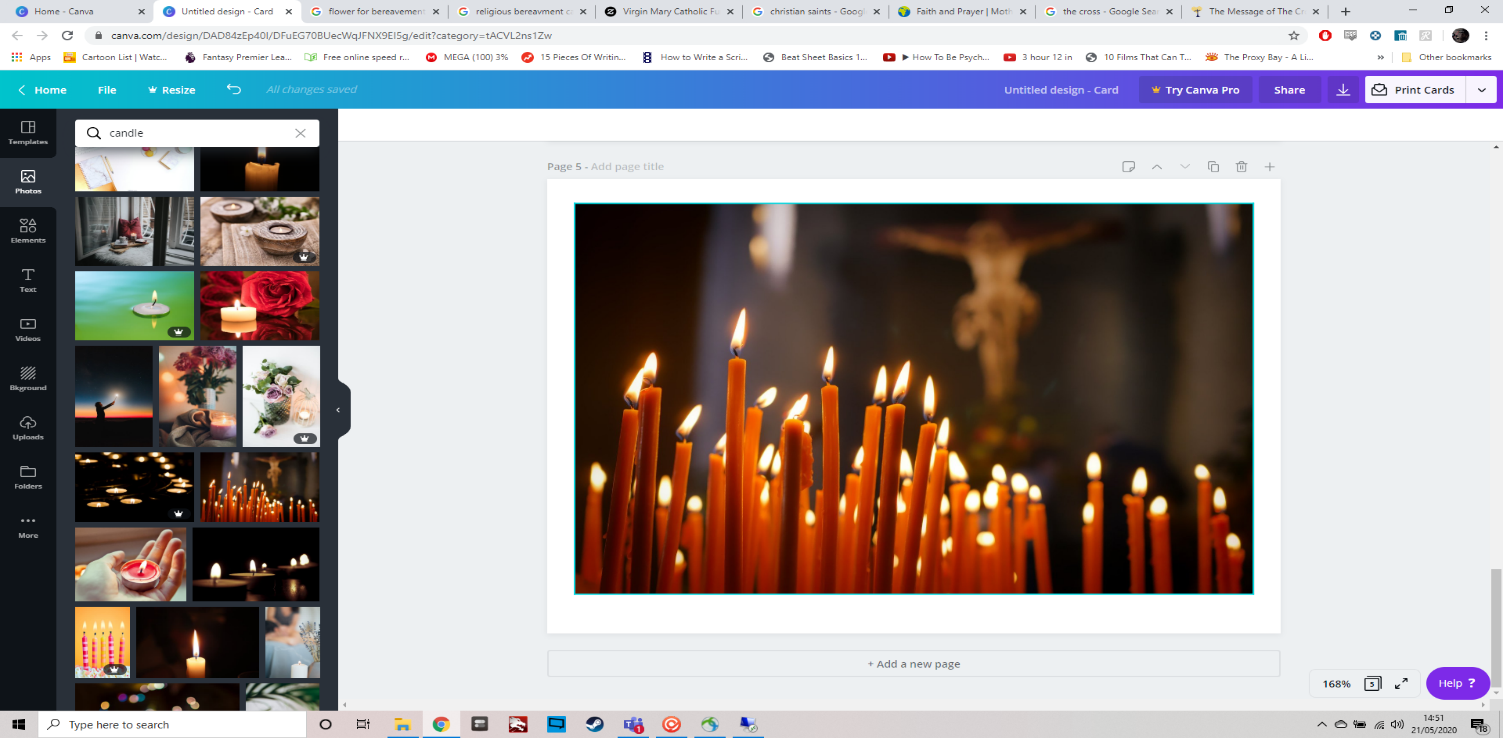 Home - Canva
Untitled design - Card
flower for bereavement
religious bereavment ca
Virgin Mary Catholic Fu
christian saints - Googl
Faith and Prayer | Moth
the cross - Google Sear
The Message of The Cr
canva.com/design/DAD84zEp40I/DFuEG70BUecWqJFNX9EI5g/edit?category=tACVL2ns1Zw
Apps
Cartoon List | Watc...
Fantasy Premier Lea...
Free online speed r...
MEGA (100) 3%
15 Pieces Of Writin...
How to Write a Scri...
Beat Sheet Basics 1...
► How To Be Psych...
3 hour 12 in
10 Films That Can T...
The Proxy Bay - A Li...
»
Other bookmarks
Home
File
Resize
All changes saved
Untitled design - Card
Try Canva Pro
Share
Print Cards
Templates
Photos
Elements
Text
Videos
Bkground
Uploads
Folders
More
candle
Page 5 - Add page title
+ Add a new page
168%
5
Help ?
Type here to search
1
14:51
21/05/2020
18